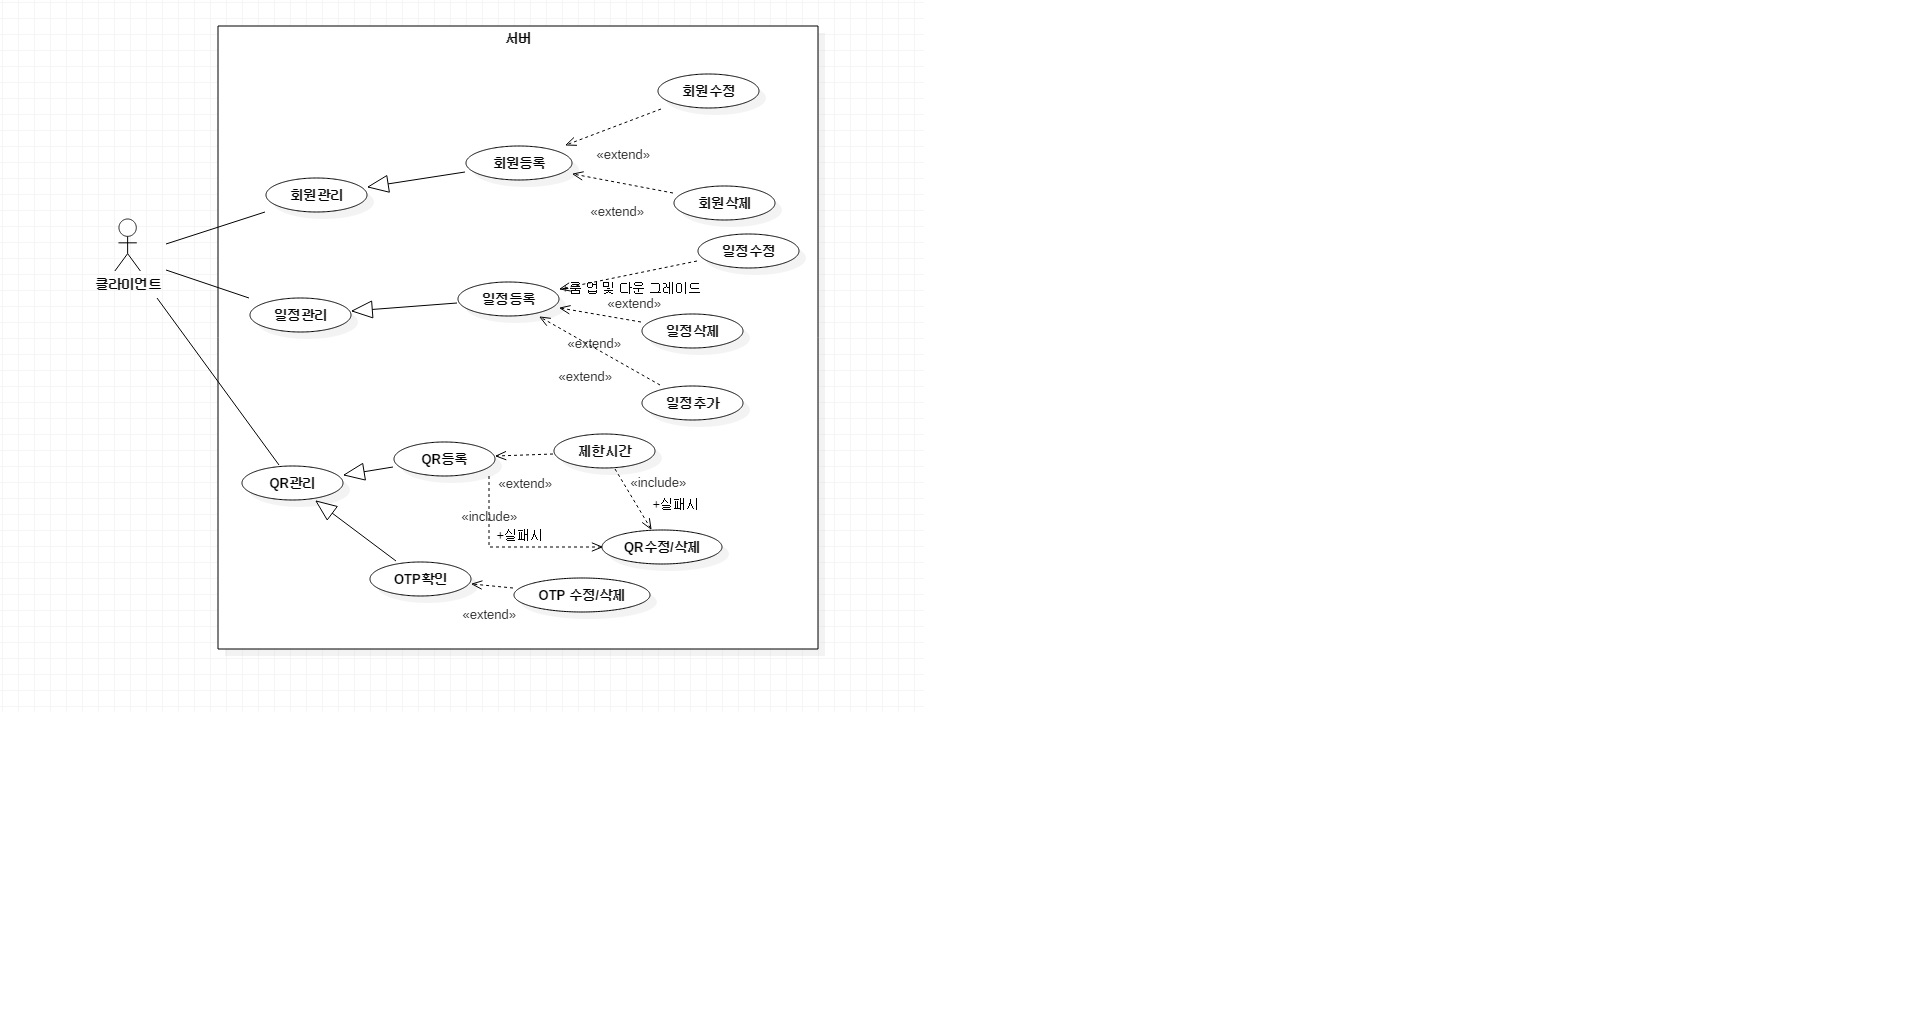 서버
회원수정
회원등록
«extend»
회원관리
회원삭제
«extend»
클라이언트
일정수정
룸 업 및 다운 그레이드
일정등록
«extend»
일정관리
일정삭제
«extend»
«extend»
일정추가
제한시간
QR등록
«extend»
«include»
QR관리
+실패시
«include»
+실패시
QR수정/삭제
OTP확인
OTP 수정/삭제
«extend»